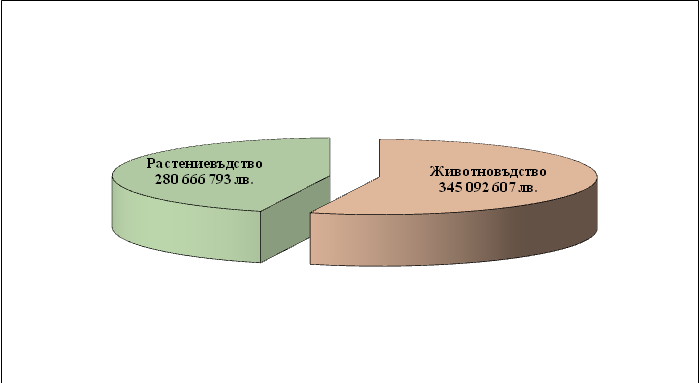 Растениевъдство
280 666 793 лв.
Животновъдство
345 092 607 лв.